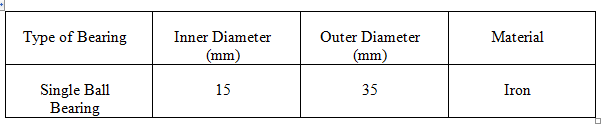 Type of Bearing Inner Diameter (mm) Outer Diameter (mm) Material
Single Ball Bearing 15 35 Iron